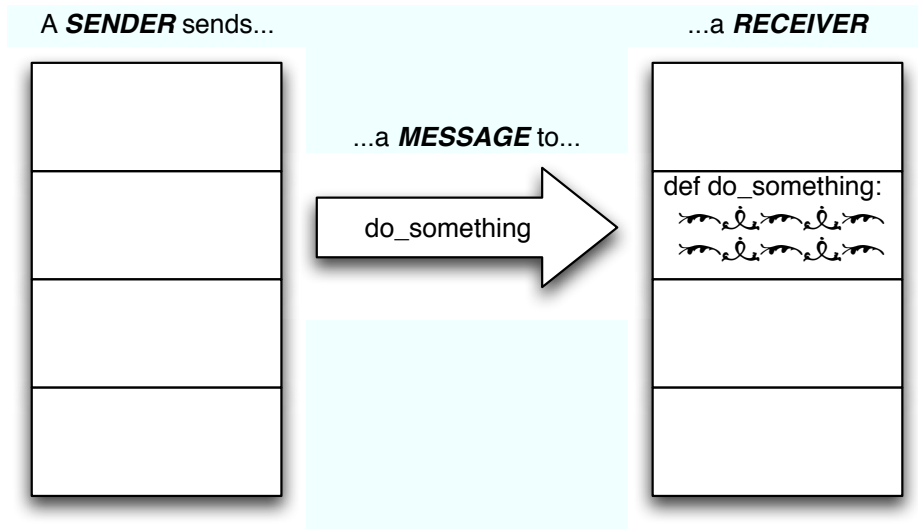 A SENDER sends...
...a MESSAGE to...
...a RECEIVER
do_something
def do_something: